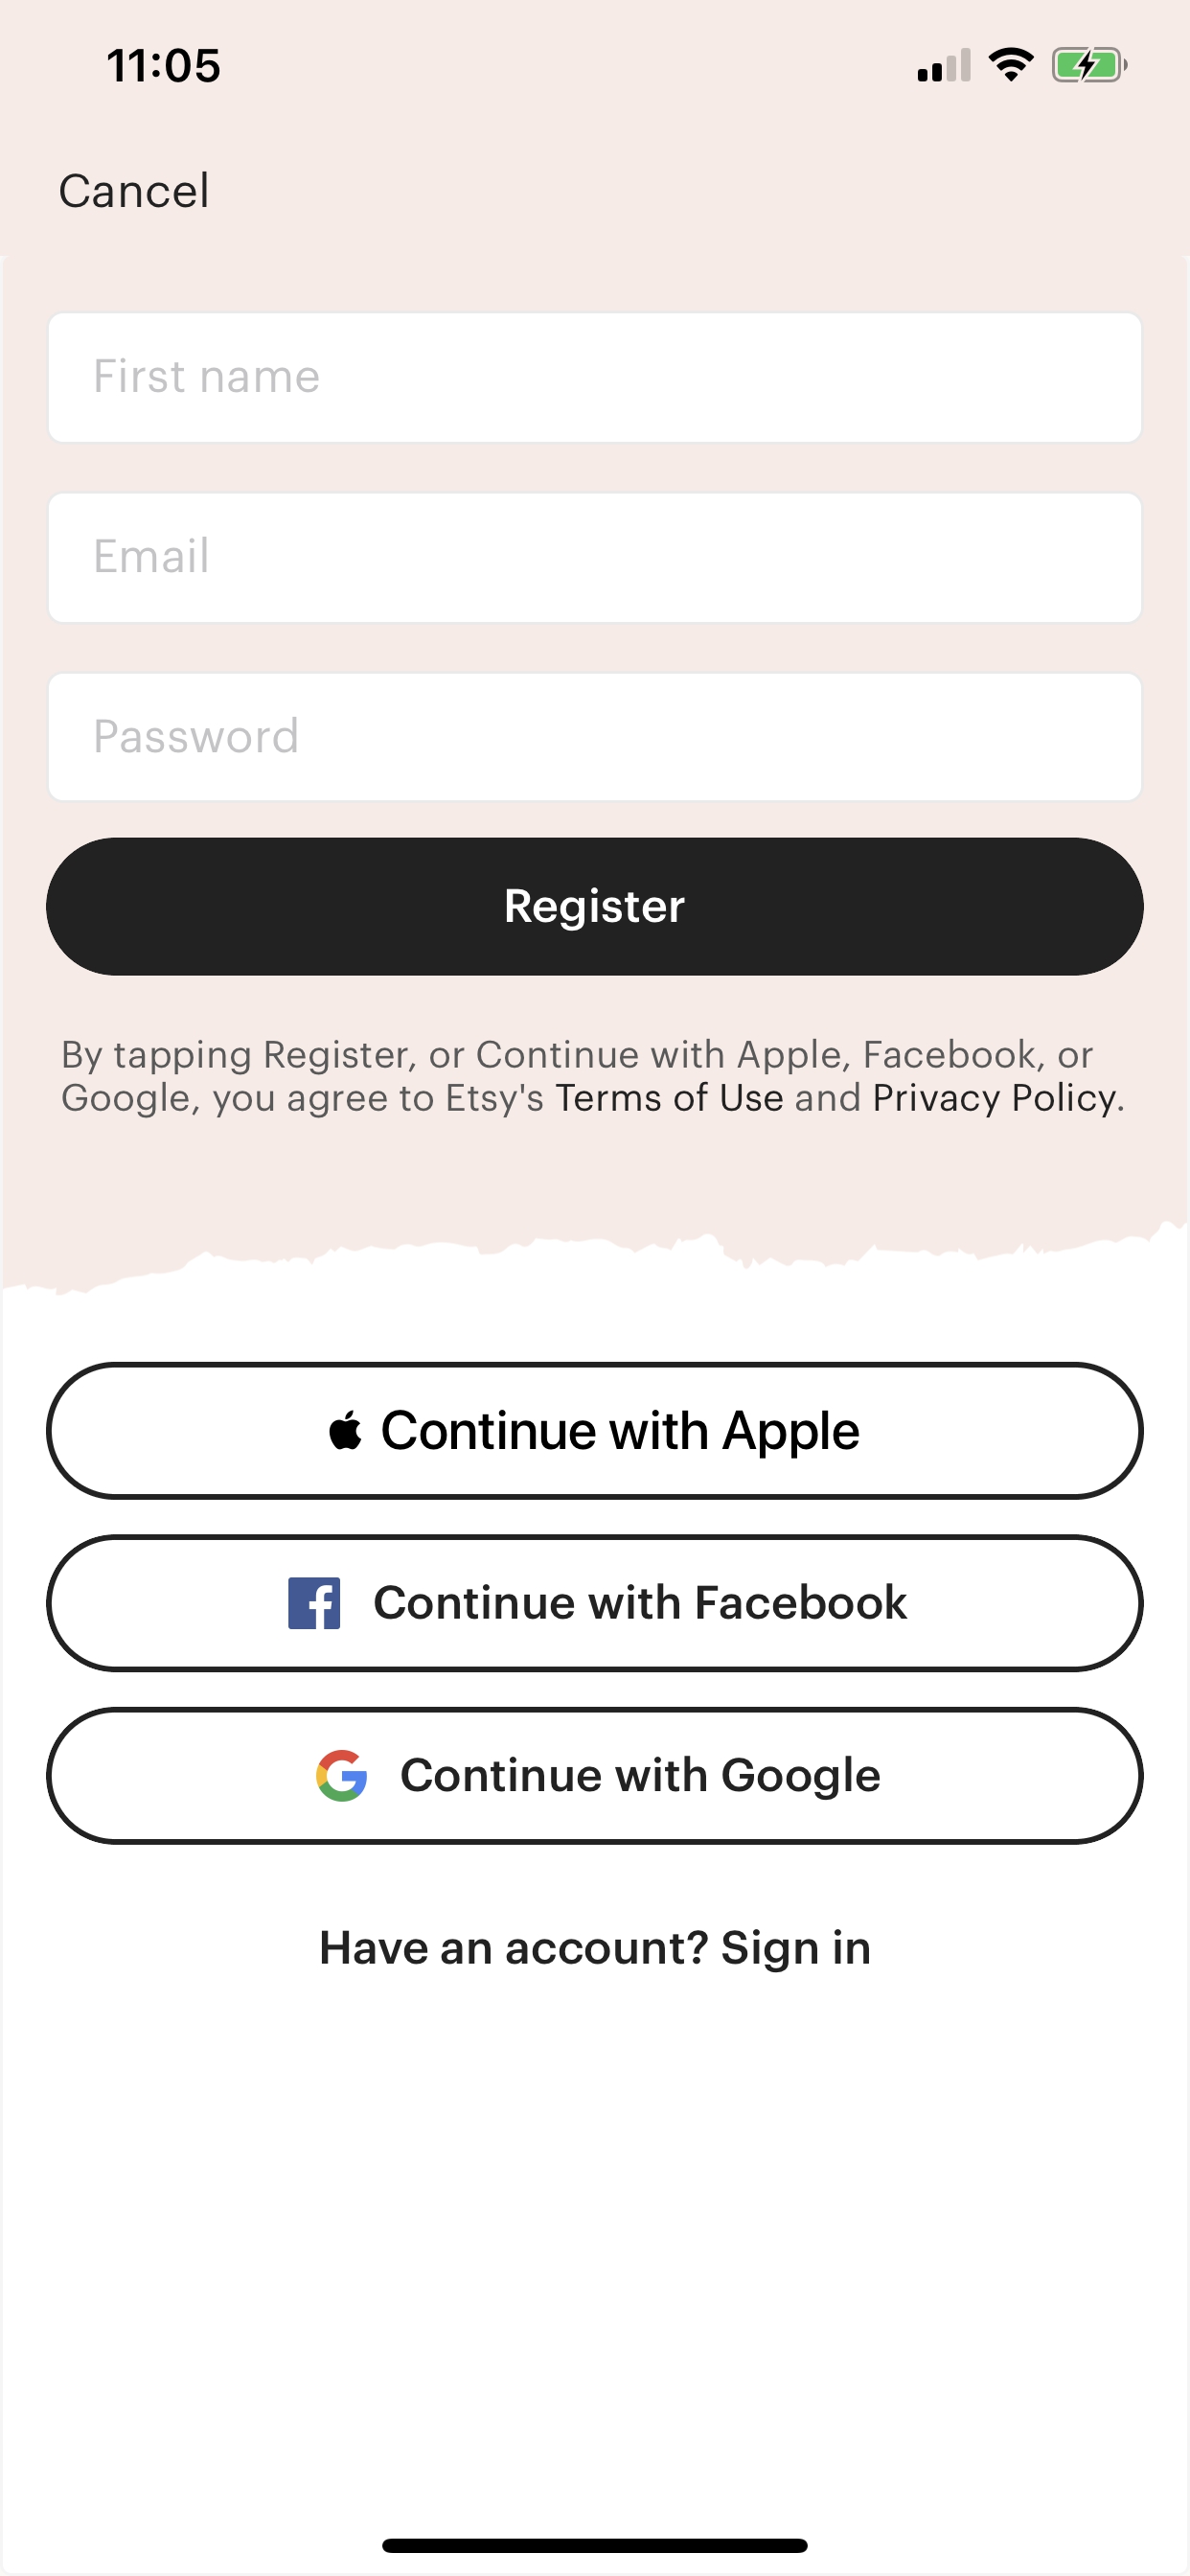 11:05
Cancel
First name
Email
Password
Register
By tapping Register, or Continue with Apple, Facebook, or
Google, you agree to Etsy's Terms of Use and Privacy Policy.
Continue with Apple
Continue with Facebook
Continue with Google
Have an account? Sign in